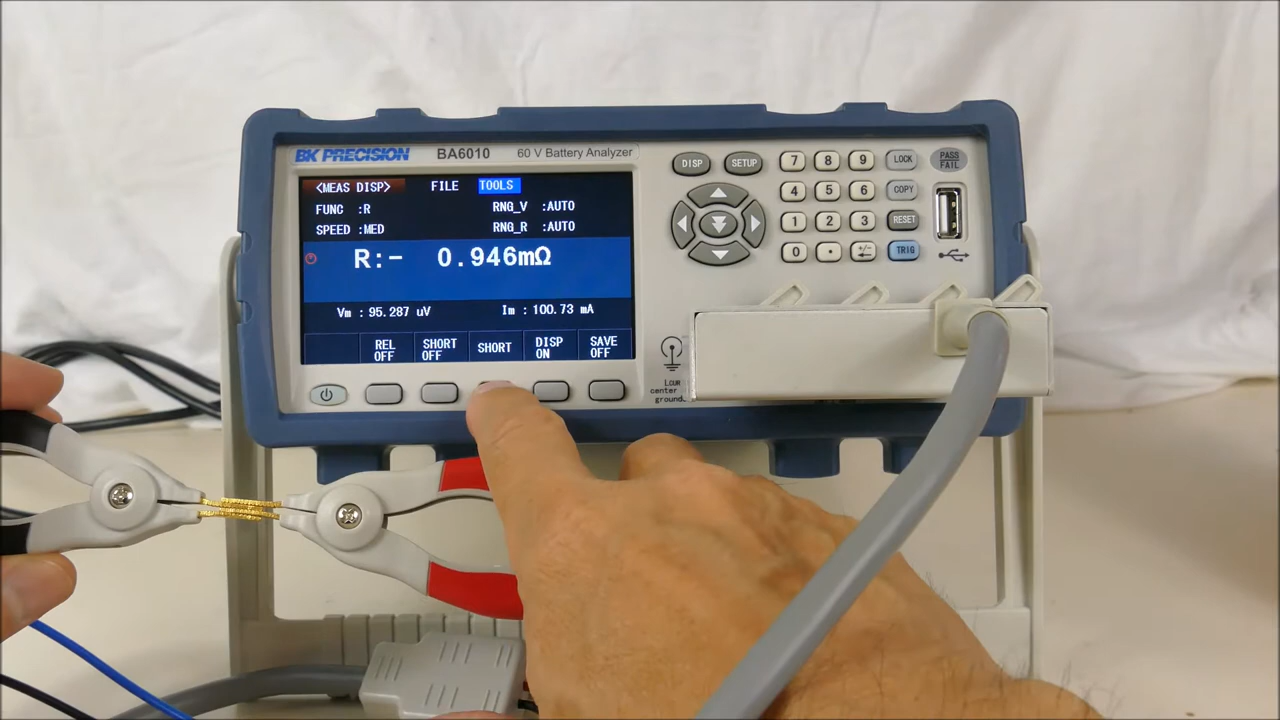 BK PRECISION BA6010 60 V Battery Analyzer
<MEAS DISP> FILE TOOLS
FUNC :R RNG_V :AUTO
SPEED :MED RNG_R :AUTO
R:- 0.946mΩ
Vm : 95.287 uV Im : 100.73 mA
REL OFF
SHORT OFF
SHORT
DISP ON
SAVE OFF
DISP SETUP
7 8 9 LOCK
4 5 6 COPY
1 2 3 RESET
0 . +/- TRIG
PASS
FAIL
center
ground